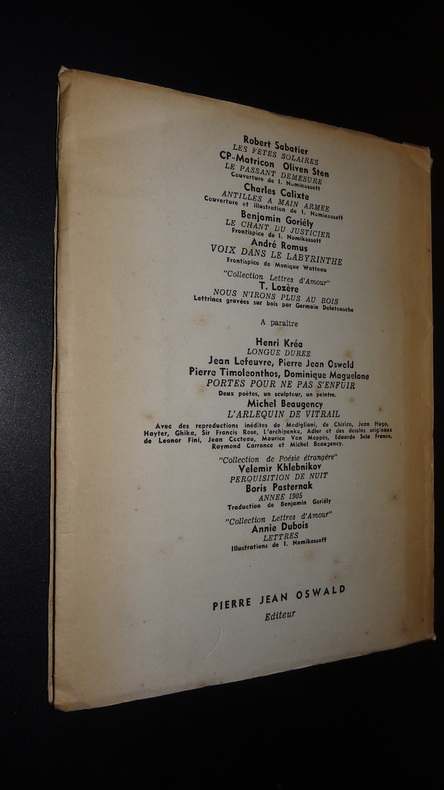 Robert Sabatier
LES FETES SOLAIRES
CP-Matricon Oliven Sten
LE PASSANT DEMESURE
Couverture de I. Nomikossoff
Charles Calixte
ANTILLES A MAIN ARMEE
Couverture et illustration de I. Nomikossoff
Benjamin Goriély
LE CHANT DU JUSTICIER
Frontispice de I. Nomikossoff
André Romus
VOIX DANS LE LABYRINTHE
Frontispice de Monique Watteau
"Collection Lettres d'Amour"
T. Lozère
NOUS N'IRONS PLUS AU BOIS
Lettrines gravées sur bois par Germain Delatousche
A paraître
Henri Kréa
LONGUE DUREE
Jean Lefeuvre, Pierre Jean Oswald
Pierre Timoleonthos, Dominique Maguelone
PORTES POUR NE PAS S'ENFUIR
Deux poètes, un sculpteur, un peintre.
Michel Beaugency
L'ARLEQUIN DE VITRAIL
Avec des reproductions inédites de Modigliani, de Chirico, Jean Hugo,
Hayter, Ghika, Sir Francis Rose, L'archipenko, Adler et des dessins originaux
de Leonor Fini, Jean Cocteau, Maurice Van Moppès, Eduardo Sola Franco,
Raymond Carrance et Michel Beaugency.
"Collection de Poésie étrangère"
Velemir Khlebnikov
PERQUISITION DE NUIT
Boris Pasternak
ANNEE 1905
Traduction de Benjamin Goriély
"Collection Lettres d'Amour"
Annie Dubois
LETTRES
Illustrations de I. Nomikossoff
PIERRE JEAN OSWALD
Editeur